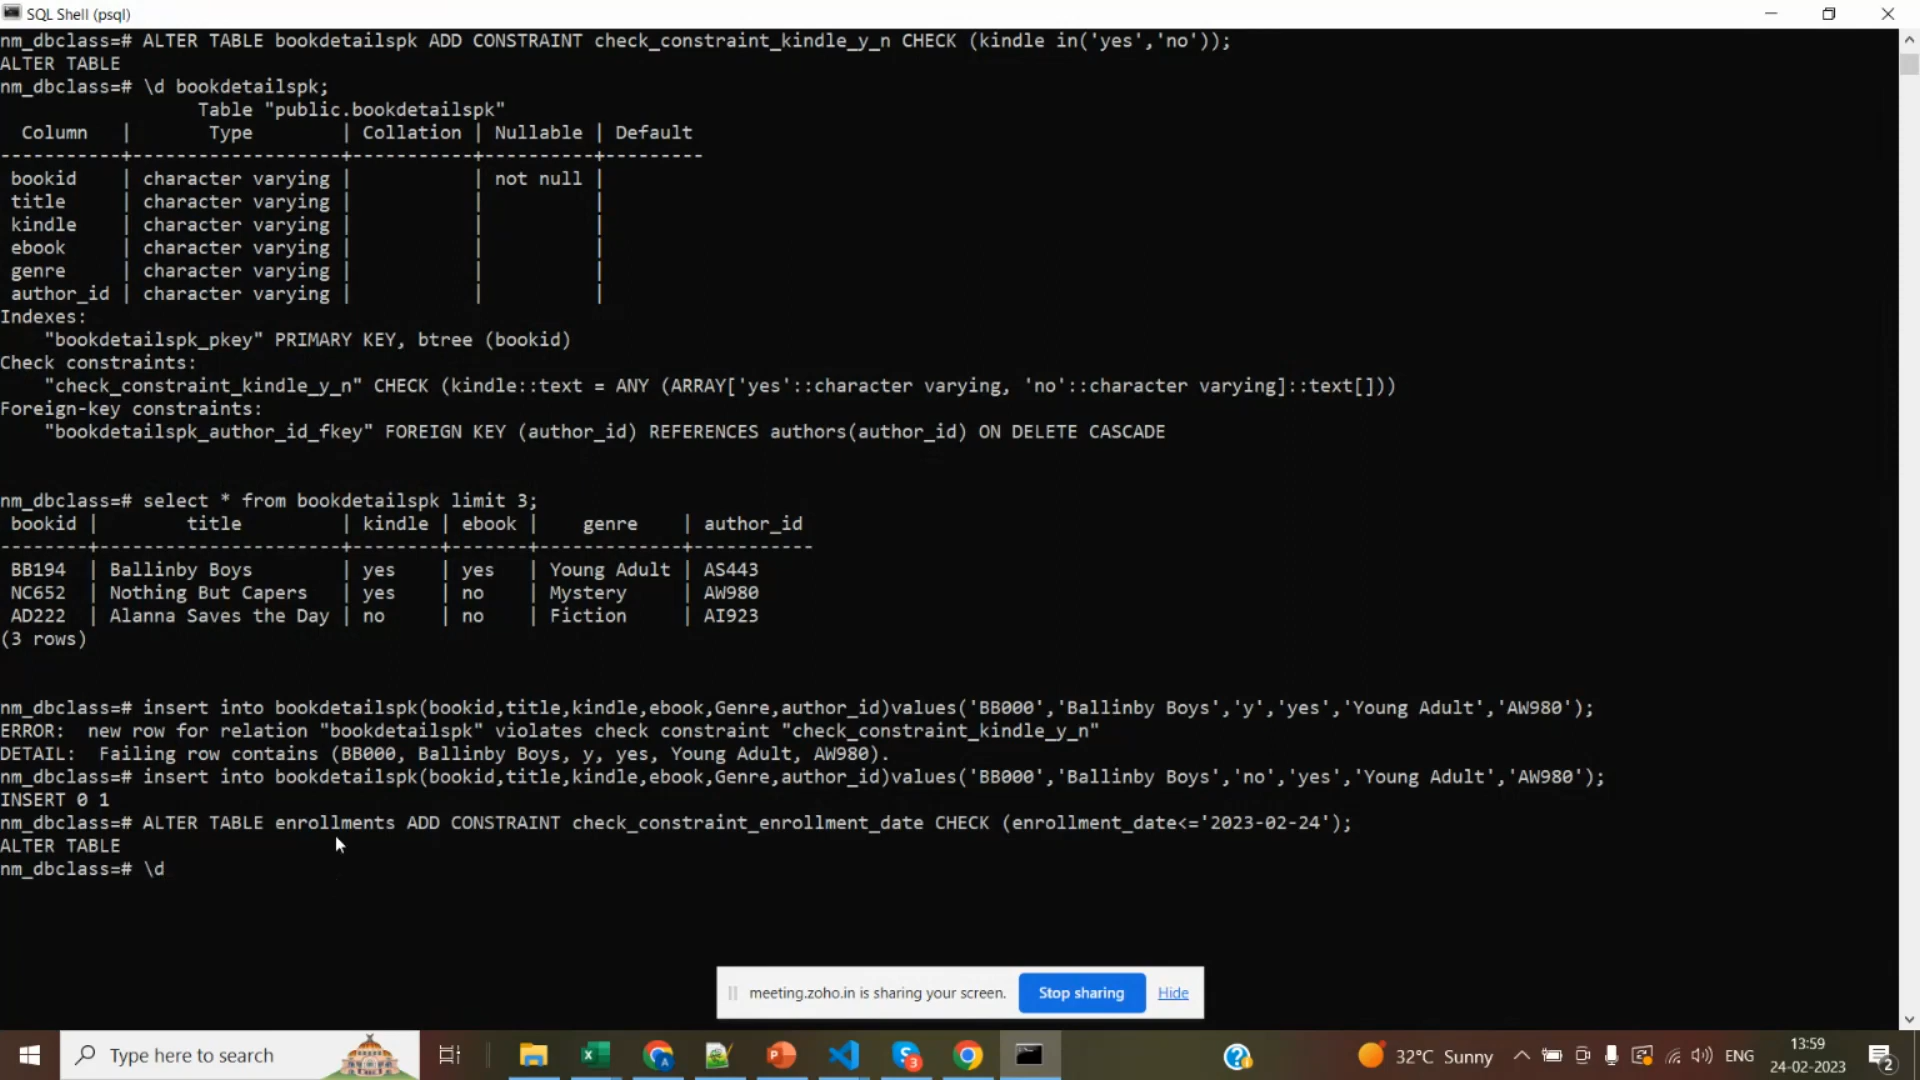 SQL Shell (psql)
nm_dbclass=# ALTER TABLE bookdetailspk ADD CONSTRAINT check_constraint_kindle_y_n CHECK (kindle in('yes','no'));
ALTER TABLE
nm_dbclass=# \d bookdetailspk;
Table "public.bookdetailspk"
Column | Type | Collation | Nullable | Default
-----------+-------------------+-----------+----------+---------
bookid | character varying | | not null |
title | character varying | | |
kindle | character varying | | |
ebook | character varying | | |
genre | character varying | | |
author_id | character varying | | |
Indexes:
"bookdetailspk_pkey" PRIMARY KEY, btree (bookid)
Check constraints:
"check_constraint_kindle_y_n" CHECK (kindle::text = ANY (ARRAY['yes'::character varying, 'no'::character varying]::text[]))
Foreign-key constraints:
"bookdetailspk_author_id_fkey" FOREIGN KEY (author_id) REFERENCES authors(author_id) ON DELETE CASCADE
nm_dbclass=# select * from bookdetailspk limit 3;
bookid | title | kindle | ebook | genre | author_id
--------+----------------------+--------+-------+-------------+-----------
BB194 | Ballinby Boys | yes | yes | Young Adult | AS443
NC652 | Nothing But Capers | yes | no | Mystery | AW980
AD222 | Alanna Saves the Day | no | no | Fiction | AI923
(3 rows)
nm_dbclass=# insert into bookdetailspk(bookid,title,kindle,ebook,Genre,author_id)values('BB000','Ballinby Boys','y','yes','Young Adult','AW980');
ERROR:  new row for relation "bookdetailspk" violates check constraint "check_constraint_kindle_y_n"
DETAIL:  Failing row contains (BB000, Ballinby Boys, y, yes, Young Adult, AW980).
nm_dbclass=# insert into bookdetailspk(bookid,title,kindle,ebook,Genre,author_id)values('BB000','Ballinby Boys','no','yes','Young Adult','AW980');
INSERT 0 1
nm_dbclass=# ALTER TABLE enrollments ADD CONSTRAINT check_constraint_enrollment_date CHECK (enrollment_date<='2023-02-24');
ALTER TABLE
nm_dbclass=# \d
meeting.zoho.in is sharing your screen. Stop sharing Hide
Type here to search
32°C Sunny
ENG
13:59
24-02-2023
2
3